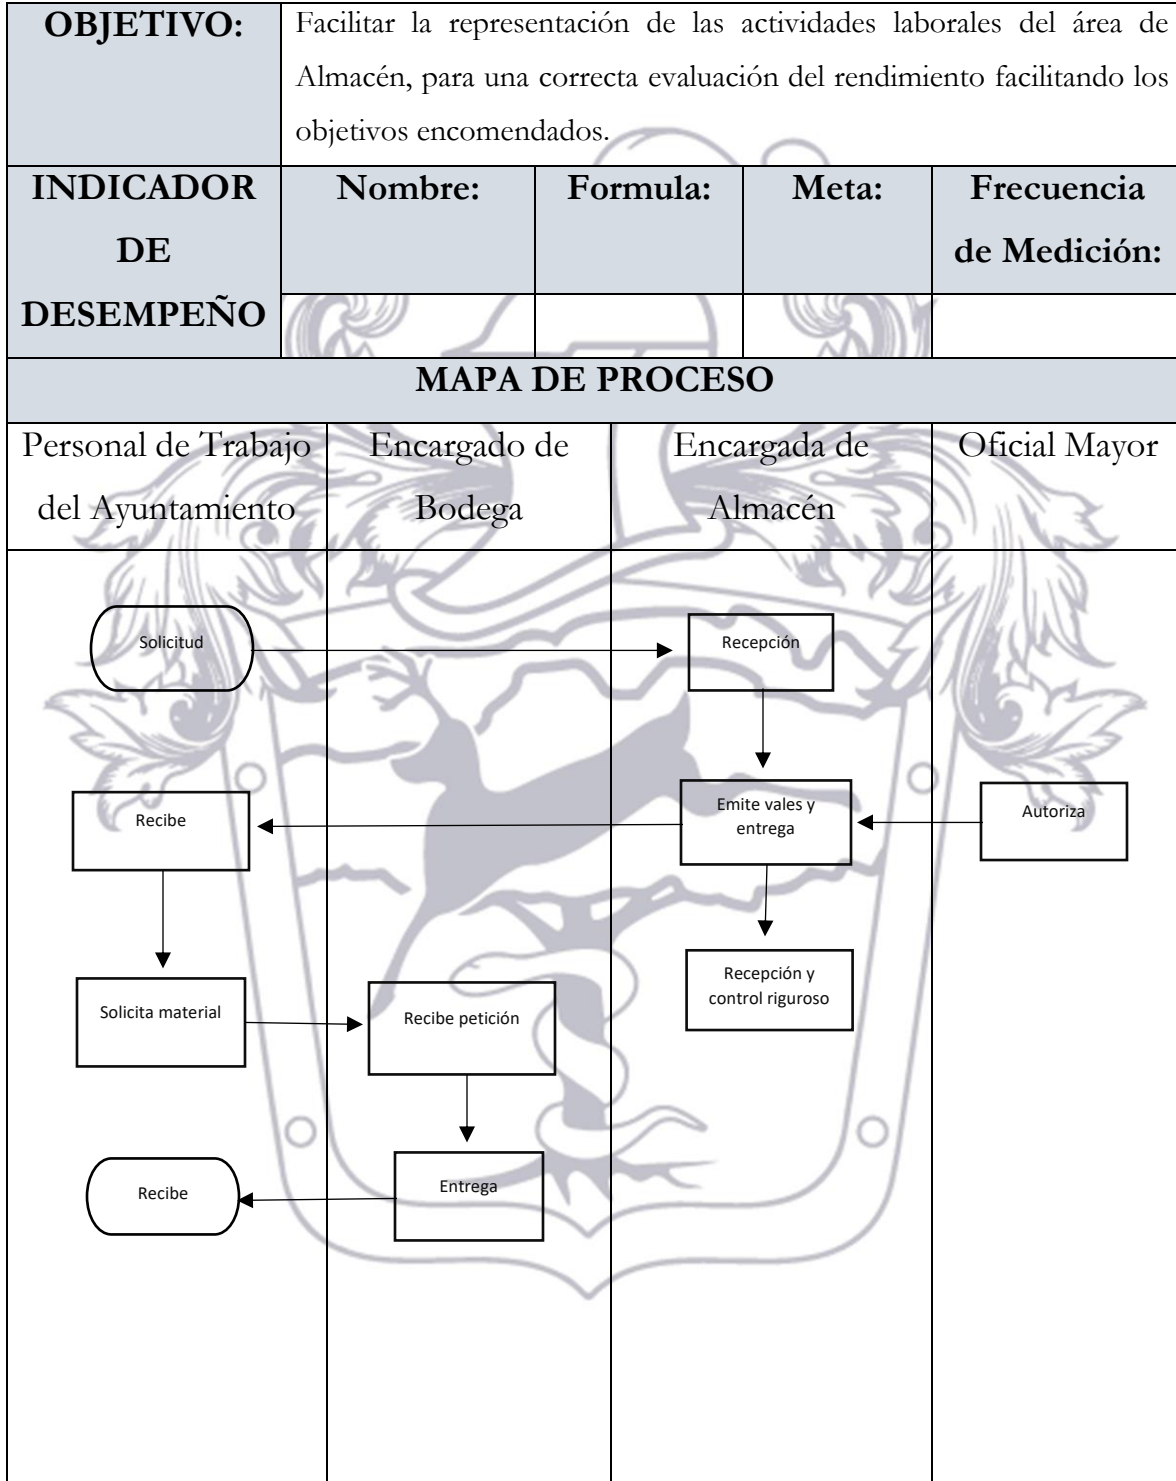 OBJETIVO:
Facilitar la representación de las actividades laborales del área de
Almacén, para una correcta evaluación del rendimiento facilitando los
objetivos encomendados.
INDICADOR
DE
DESEMPEÑO
Nombre:
Formula:
Meta:
Frecuencia
de Medición:
MAPA DE PROCESO
Personal de Trabajo
del Ayuntamiento
Encargado de
Bodega
Encargada de
Almacén
Oficial Mayor
Solicitud
Recepción
Recibe
Emite vales y
entrega
Autoriza
Solicita material
Recibe petición
Recepción y
control riguroso
Recibe
Entrega